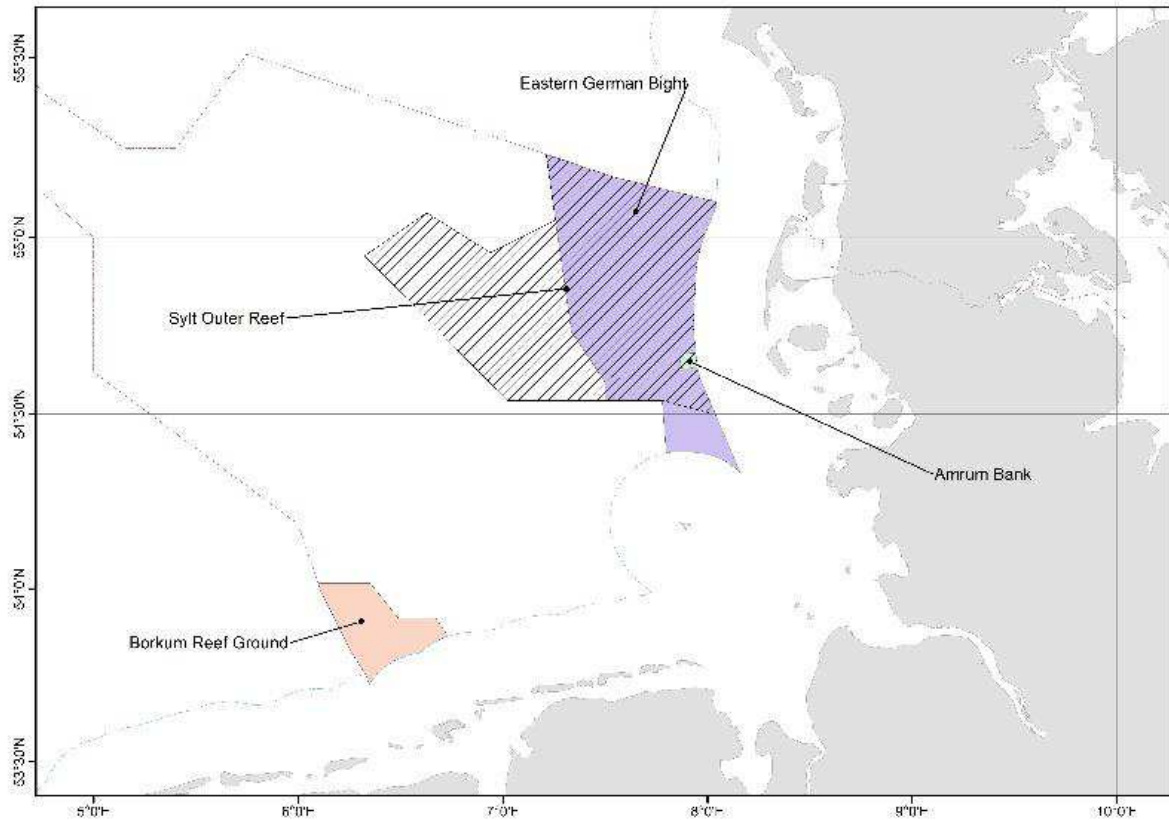 55°30'N
Eastern German Bight
55°0'N
Sylt Outer Reef
54°30'N
Amrum Bank
54°0'N
Borkum Reef Ground
53°30'N
5°0'E 6°0'E 7°0'E 8°0'E 9°0'E 10°0'E